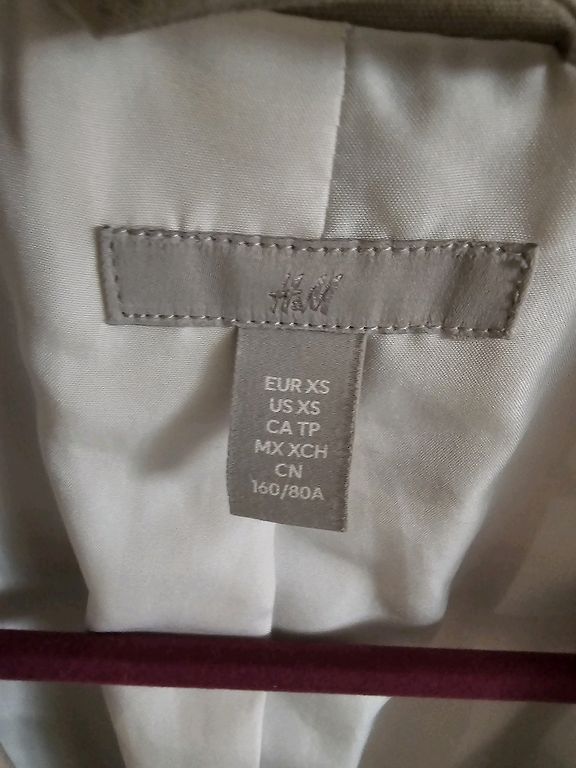 H&M
EUR XS
US XS
CA TP
MX XCH
CN
160/80A